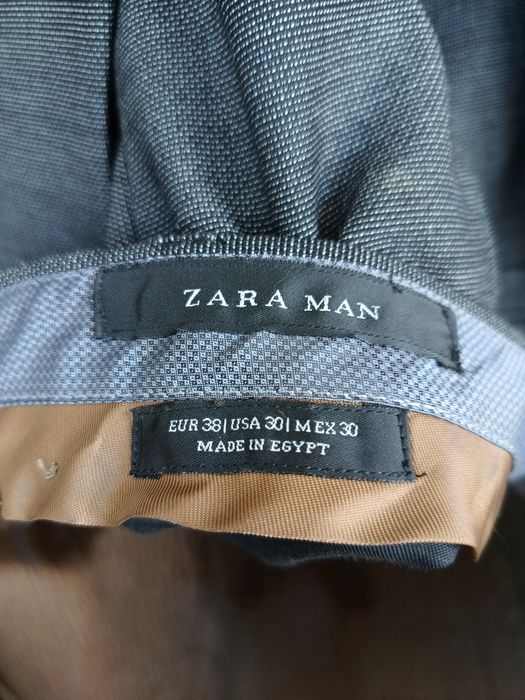 ZARA MAN
EUR 38| USA 30| MEX 30
MADE IN EGYPT